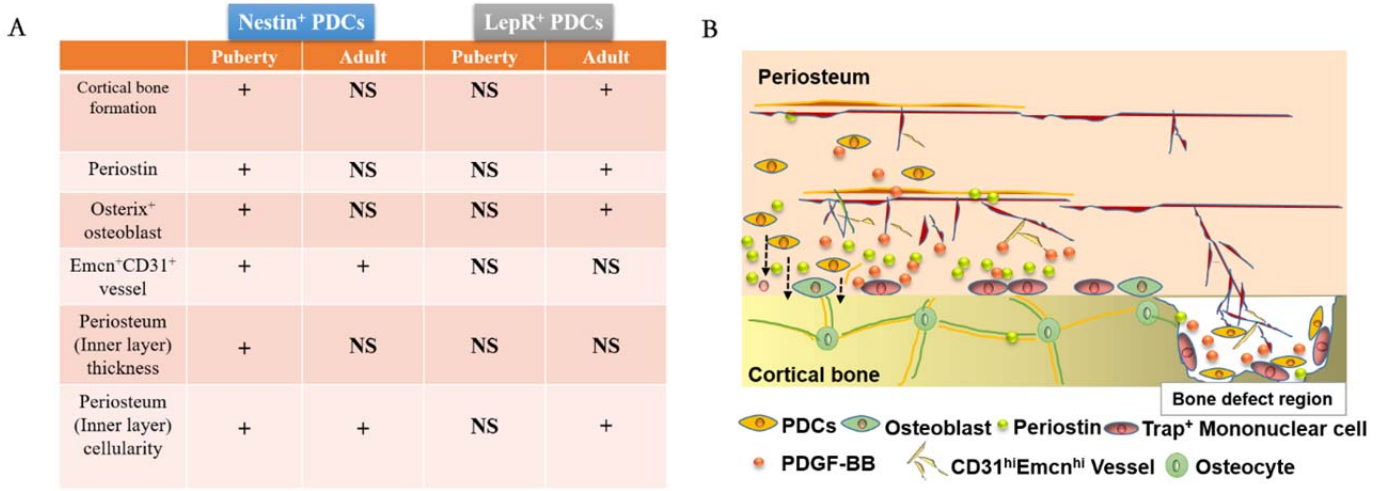 A
Nestin⁺ PDCs LepR⁺ PDCs
Puberty Adult Puberty Adult
Cortical bone
formation
+ NS NS +
Periostin + NS NS +
Osterix⁺
osteoblast
+ NS NS +
Emcn⁺CD31⁺
vessel
+ + NS NS
Periosteum
(Inner layer)
thickness
+ NS NS NS
Periosteum
(Inner layer)
cellularity
+ + NS +
B
Periosteum
Cortical bone
Bone defect region
PDCs Osteoblast Periostin Trap⁺ Mononuclear cell
PDGF-BB CD31ʰⁱEmcnʰⁱ Vessel Osteocyte